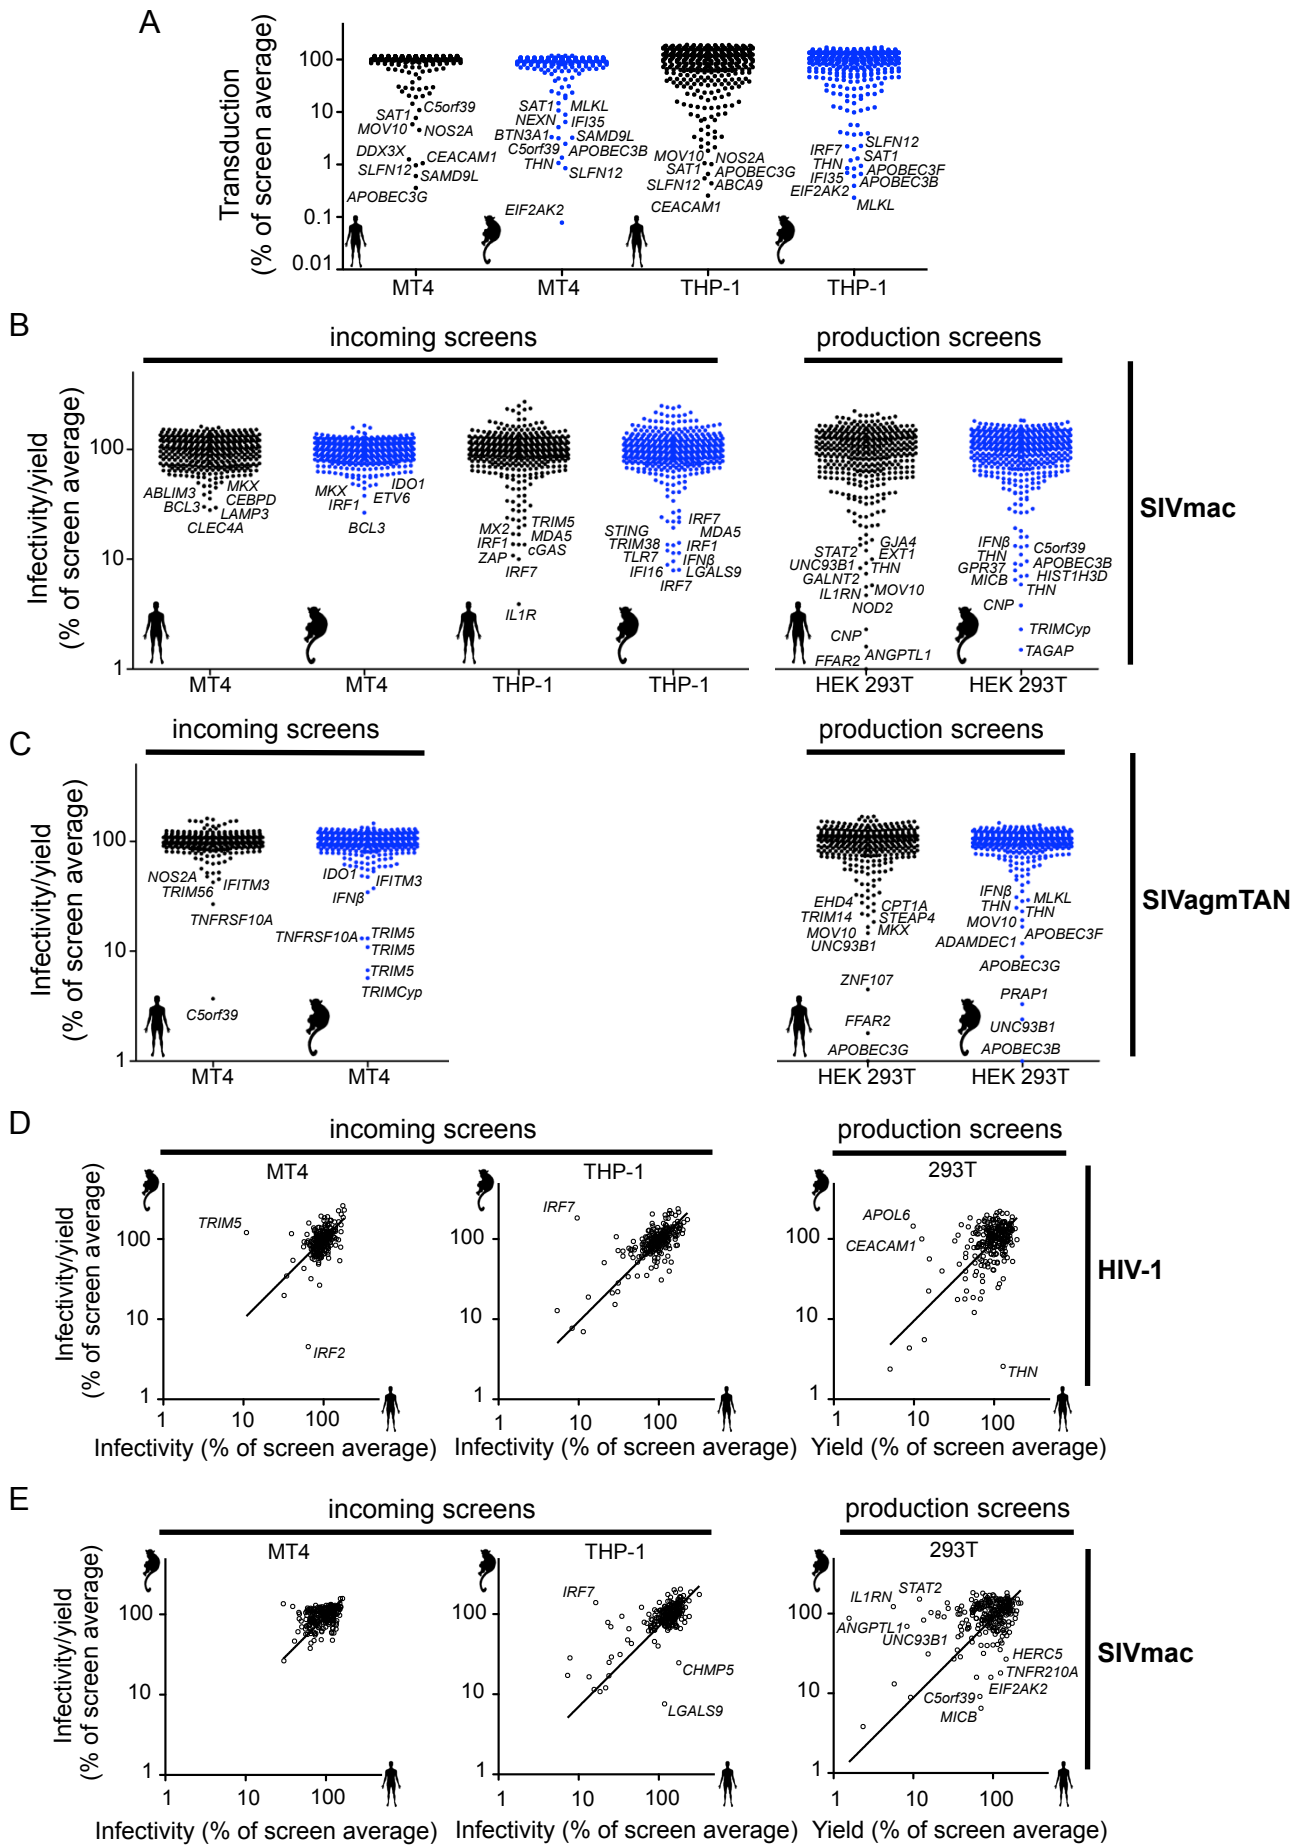 A
Transduction
(% of screen average)
100
10
1
0.1
0.01
SAT1
C5orf39
MOV10
NOS2A
DDX3X
CEACAM1
SLFN12
SAMD9L
APOBEC3G
SAT1
MLKL
NEXN
IFI35
BTN3A1
SAMD9L
C5orf39
APOBEC3B
THN
SLFN12
EIF2AK2
MOV10
NOS2A
SAT1
APOBEC3G
SLFN12
ABCA9
CEACAM1
SLFN12
IRF7
SAT1
THN
APOBEC3F
IFI35
APOBEC3B
EIF2AK2
MLKL
MT4
MT4
THP-1
THP-1
B
incoming screens
production screens
Infectivity/yield
(% of screen average)
100
10
1
ABLIM3
MKX
BCL3
CEBPD
LAMP3
CLEC4A
MKX
IDO1
IRF1
ETV6
BCL3
MX2
TRIM5
IRF1
MDA5
ZAP
cGAS
IRF7
IL1R
STING
IRF7
TRIM38
MDA5
TLR7
IRF1
IFI16
IFNβ
LGALS9
IRF7
STAT2
GJA4
UNC93B1
EXT1
GALNT2
THN
IL1RN
MOV10
NOD2
CNP
FFAR2
ANGPTL1
IFNβ
C5orf39
THN
APOBEC3B
GPR37
HIST1H3D
MICB
THN
CNP
TRIMCyp
TAGAP
MT4
MT4
THP-1
THP-1
HEK 293T
HEK 293T
SIVmac
C
incoming screens
production screens
Infectivity/yield
(% of screen average)
100
10
1
NOS2A
TRIM56
IFITM3
TNFRSF10A
C5orf39
IDO1
IFITM3
IFNβ
TNFRSF10A
TRIM5
TRIM5
TRIM5
TRIMCyp
EHD4
CPT1A
TRIM14
STEAP4
MOV10
MKX
UNC93B1
ZNF107
FFAR2
APOBEC3G
IFNβ
MLKL
THN
THN
MOV10
APOBEC3F
ADAMDEC1
APOBEC3G
PRAP1
UNC93B1
APOBEC3B
MT4
MT4
HEK 293T
HEK 293T
SIVagmTAN
D
incoming screens
production screens
MT4
THP-1
293T
Infectivity/yield
(% of screen average)
100
10
1
TRIM5
IRF2
1
10
100
Infectivity (% of screen average)
100
10
1
IRF7
1
10
100
Infectivity (% of screen average)
100
10
1
APOL6
CEACAM1
THN
1
10
100
Yield (% of screen average)
HIV-1
E
incoming screens
production screens
MT4
THP-1
293T
Infectivity/yield
(% of screen average)
100
10
1
1
10
100
Infectivity (% of screen average)
100
10
1
IRF7
CHMP5
LGALS9
1
10
100
Infectivity (% of screen average)
100
10
1
IL1RN
STAT2
ANGPTL1
UNC93B1
HERC5
TNFR210A
EIF2AK2
C5orf39
MICB
1
10
100
Yield (% of screen average)
SIVmac